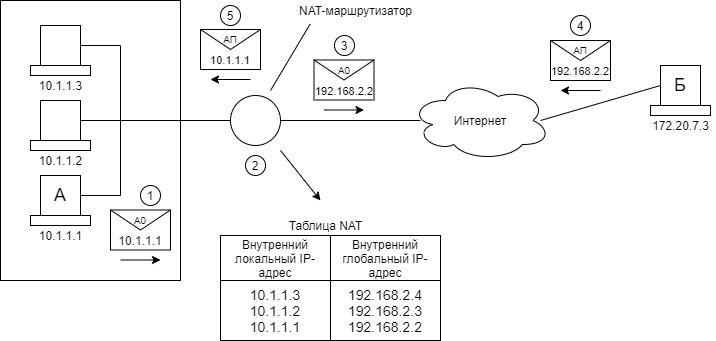 5
NAT-маршрутизатор
АП
10.1.1.1
3
А0
192.168.2.2
4
АП
192.168.2.2
10.1.1.3
Б
172.20.7.3
Интернет
10.1.1.2
2
А
10.1.1.1
1
А0
10.1.1.1
Таблица NAT
Внутренний
локальный IP-
адрес
Внутренний
глобальный IP-
адрес
10.1.1.3 192.168.2.4
10.1.1.2 192.168.2.3
10.1.1.1 192.168.2.2